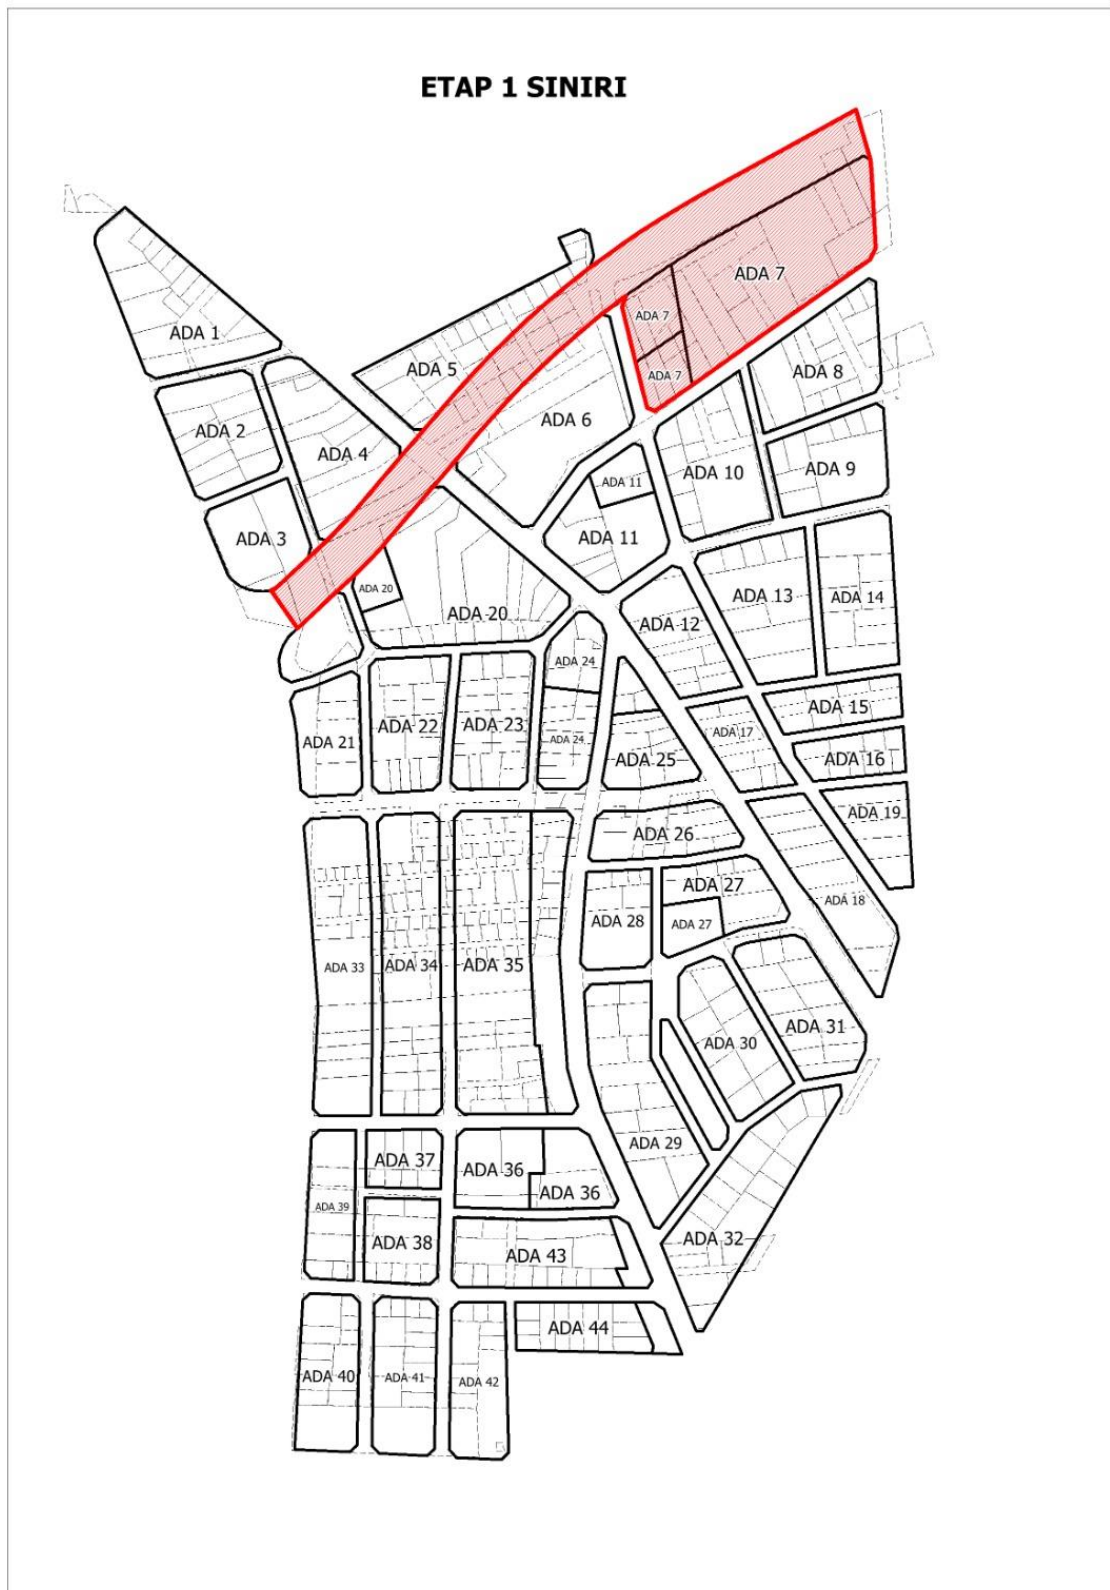 ETAP 1 SINIRI
ADA 7
ADA 7
ADA 1
ADA 5
ADA 7
ADA 8
ADA 6
ADA 2
ADA 4
ADA 10
ADA 9
ADA 11
ADA 3
ADA 11
ADA 20
ADA 13
ADA 14
ADA 20
ADA 12
ADA 24
ADA 15
ADA 22
ADA 23
ADA 17
ADA 21
ADA 24
ADA 25
ADA 16
ADA 19
ADA 26
ADA 27
ADA 18
ADA 28
ADA 27
ADA 33
ADA 34
ADA 35
ADA 31
ADA 30
ADA 29
ADA 37
ADA 36
ADA 36
ADA 39
ADA 38
ADA 43
ADA 32
ADA 44
ADA 40
ADA 41
ADA 42